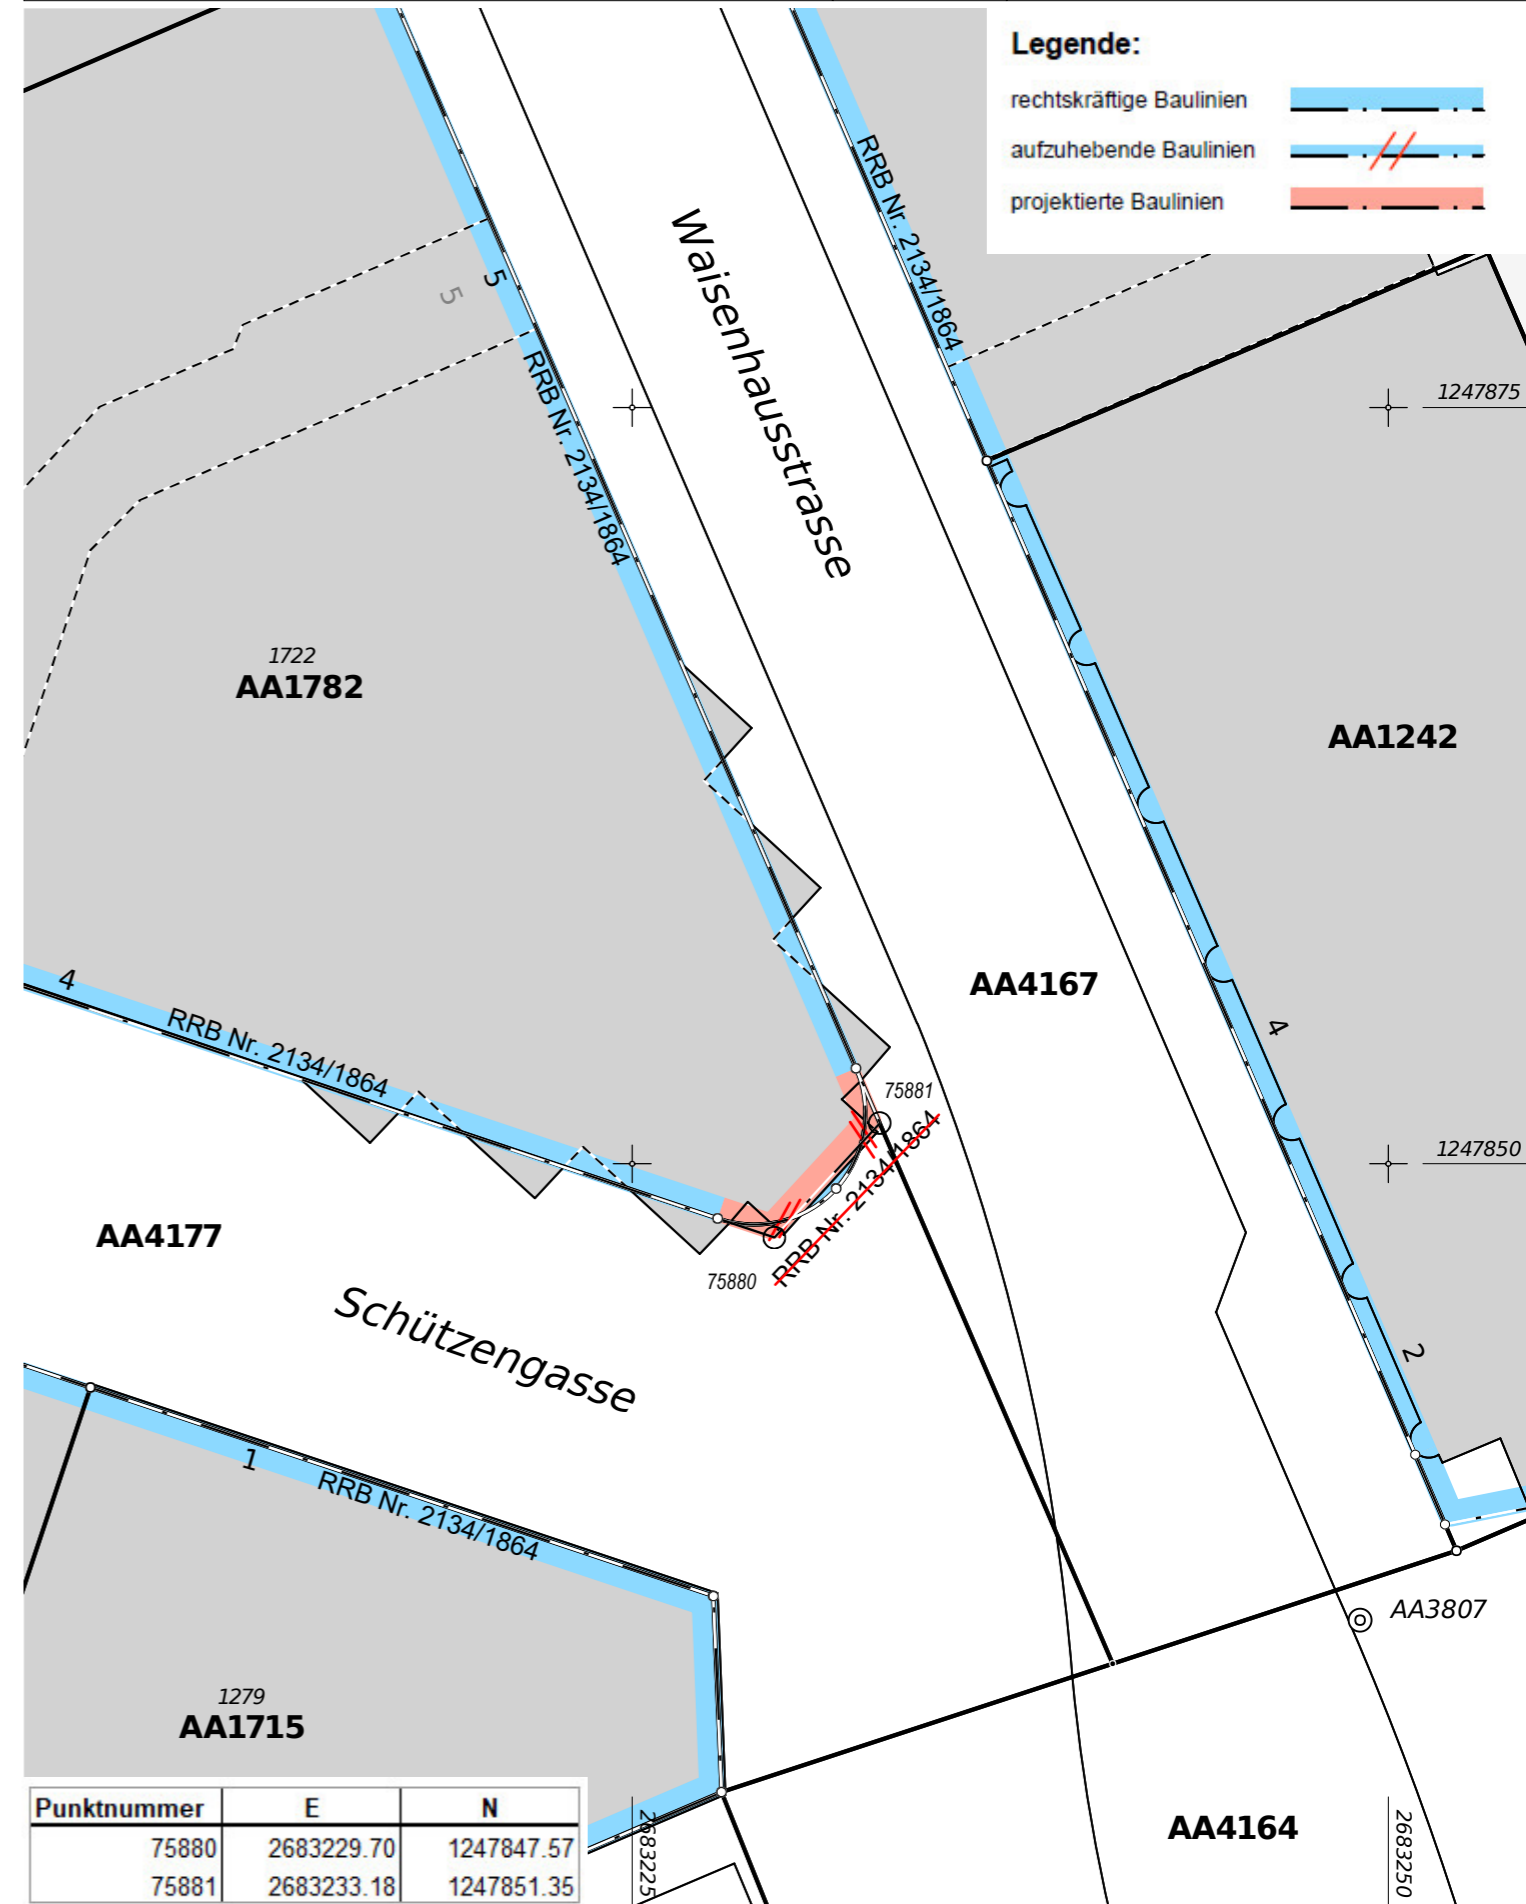 Legende:
rechtskräftige Baulinien
aufzuhebende Baulinien
projektierte Baulinien
RRB Nr. 2134/1864
Waisenhausstrasse
5
5
RRB Nr. 2134/1864
1247875
1722
AA1782
AA1242
4
RRB Nr. 2134/1864
AA4167
4
75881
RRB Nr. 2134/1864
1247850
AA4177
75880
Schützengasse
2
1
RRB Nr. 2134/1864
AA3807
1279
AA1715
Punktnummer E N
75880 2683229.70 1247847.57
75881 2683233.18 1247851.35
2683225
AA4164
2683250